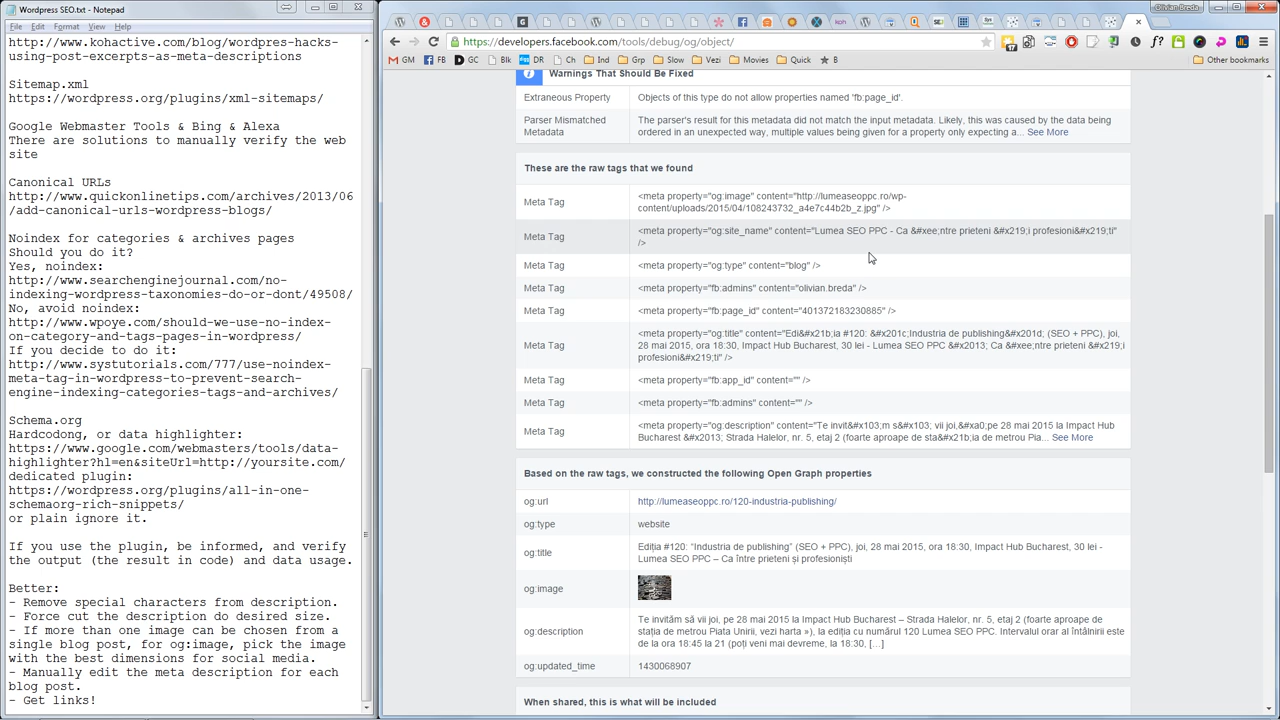 Wordpress SEO.txt - Notepad
File Edit Format View Help
http://www.kohactive.com/blog/wordpres-hacks-
using-post-excerpts-as-meta-descriptions
Sitemap.xml
https://wordpress.org/plugins/xml-sitemaps/
Google Webmaster Tools & Bing & Alexa
There are solutions to manually verify the web
site
Canonical URLs
http://www.quickonlinetips.com/archives/2013/06
/add-canonical-urls-wordpress-blogs/
Noindex for categories & archives pages
Should you do it?
Yes, noindex:
http://www.searchenginejournal.com/no-
indexing-wordpress-taxonomies-do-or-dont/49508/
No, avoid noindex:
http://www.wpoye.com/should-we-use-no-index-
on-category-and-tags-pages-in-wordpress/
If you decide to do it:
http://www.systutorials.com/777/use-noindex-
meta-tag-in-wordpress-to-prevent-search-
engine-indexing-categories-tags-and-archives/
Schema.org
Hardcodong, or data highlighter:
https://www.google.com/webmasters/tools/data-
highlighter?hl=en&siteUrl=http://yoursite.com/
dedicated plugin:
https://wordpress.org/plugins/all-in-one-
schemaorg-rich-snippets/
or plain ignore it.
If you use the plugin, be informed, and verify
the output (the result in code) and data usage.
Better:
- Remove special characters from description.
- Force cut the description do desired size.
- If more than one image can be chosen from a
single blog post, for og:image, pick the image
with the best dimensions for social media.
- Manually edit the meta description for each
blog post.
- Get links!
Olivian Breda
https://developers.facebook.com/tools/debug/og/object/
GM FB GC Blk DR Ch Ind Grp Slow Vezi Movies Quick B Other bookmarks
Warnings That Should Be Fixed
Extraneous Property Objects of this type do not allow properties named 'fb:page_id'.
Parser Mismatched The parser's result for this metadata did not match the input metadata. Likely, this was caused by the data being
Metadata ordered in an unexpected way, multiple values being given for a property only expecting a... See More
These are the raw tags that we found
Meta Tag <meta property="og:image" content="http://lumeaseoppc.ro/wp-
content/uploads/2015/04/108243732_a4e7c44b2b_z.jpg" />
Meta Tag <meta property="og:site_name" content="Lumea SEO PPC - Ca &#xee;ntre prieteni &#x219;i profesioni&#x219;ti"
/>
Meta Tag <meta property="og:type" content="blog" />
Meta Tag <meta property="fb:admins" content="olivian.breda" />
Meta Tag <meta property="fb:page_id" content="401372183230885" />
Meta Tag <meta property="og:title" content="Edi&#x21b;ia #120: &#x201c;Industria de publishing&#x201d; (SEO + PPC), joi,
28 mai 2015, ora 18:30, Impact Hub Bucharest, 30 lei - Lumea SEO PPC &#x2013; Ca &#xee;ntre prieteni &#x219;i
profesioni&#x219;ti" />
Meta Tag <meta property="fb:app_id" content="" />
Meta Tag <meta property="fb:admins" content="" />
Meta Tag <meta property="og:description" content="Te invit&#x103;m s&#x103; vii joi,&#xa0;pe 28 mai 2015 la Impact Hub
Bucharest &#x2013; Strada Halelor, nr. 5, etaj 2 (foarte aproape de sta&#x21b;ia de metrou Pia... See More
Based on the raw tags, we constructed the following Open Graph properties
og:url http://lumeaseoppc.ro/120-industria-publishing/
og:type website
og:title Ediția #120: “Industria de publishing” (SEO + PPC), joi, 28 mai 2015, ora 18:30, Impact Hub Bucharest, 30 lei -
Lumea SEO PPC – Ca între prieteni și profesioniști
og:image
og:description Te invităm să vii joi, pe 28 mai 2015 la Impact Hub Bucharest – Strada Halelor, nr. 5, etaj 2 (foarte aproape de
stația de metrou Piata Unirii, vezi harta »), la ediția cu numărul 120 Lumea SEO PPC. Intervalul orar al întâlnirii este
de la ora 18:45 la 21 (poți veni mai devreme, la 18:30, […]
og:updated_time 1430068907
When shared, this is what will be included